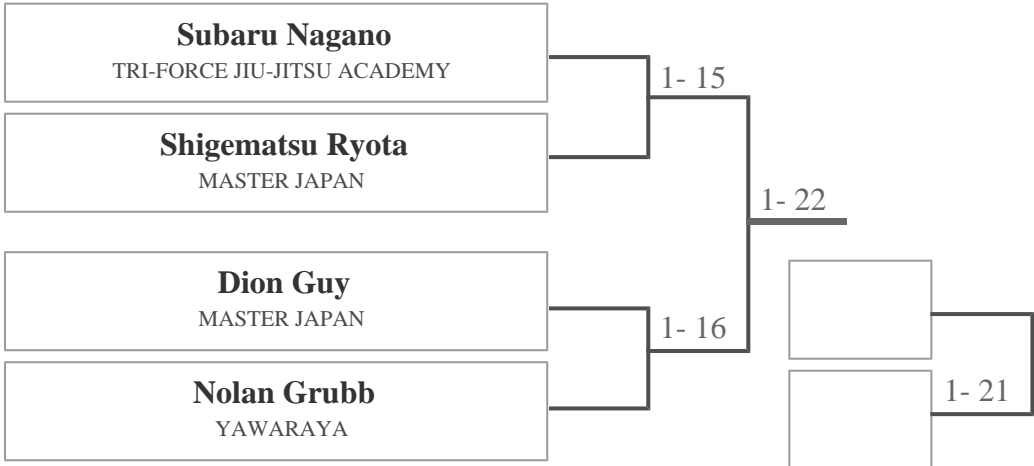 Subaru Nagano
TRI-FORCE JIU-JITSU ACADEMY
1- 15
Shigematsu Ryota
MASTER JAPAN
1- 22
Dion Guy
MASTER JAPAN
1- 16
Nolan Grubb
YAWARAYA
1- 21